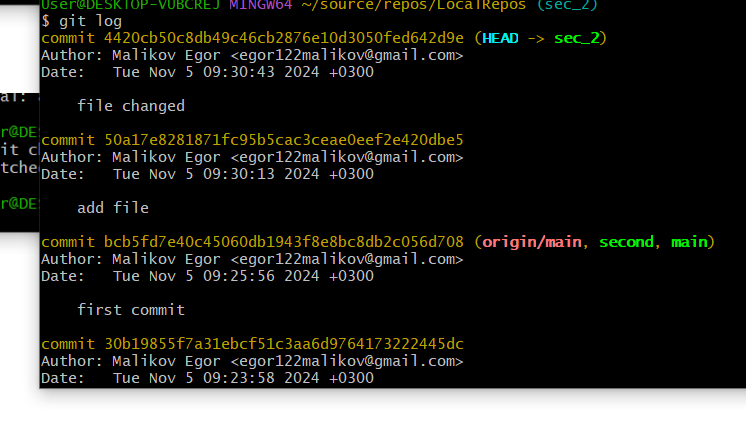 User@DESKTOP-VUBCREJ MINGW64 ~/source/repos/LocalRepos (sec_2)
$ git log
commit 4420cb50c8db49c46cb2876e10d3050fed642d9e (HEAD -> sec_2)
Author: Malikov Egor <egor122malikov@gmail.com>
Date:   Tue Nov 5 09:30:43 2024 +0300
    file changed
commit 50a17e8281871fc95b5cac3ceae0eef2e420dbe5
Author: Malikov Egor <egor122malikov@gmail.com>
Date:   Tue Nov 5 09:30:13 2024 +0300
    add file
commit bcb5fd7e40c45060db1943f8e8bc8db2c056d708 (origin/main, second, main)
Author: Malikov Egor <egor122malikov@gmail.com>
Date:   Tue Nov 5 09:25:56 2024 +0300
    first commit
commit 30b19855f7a31ebcf51c3aa6d9764173222445dc
Author: Malikov Egor <egor122malikov@gmail.com>
Date:   Tue Nov 5 09:23:58 2024 +0300